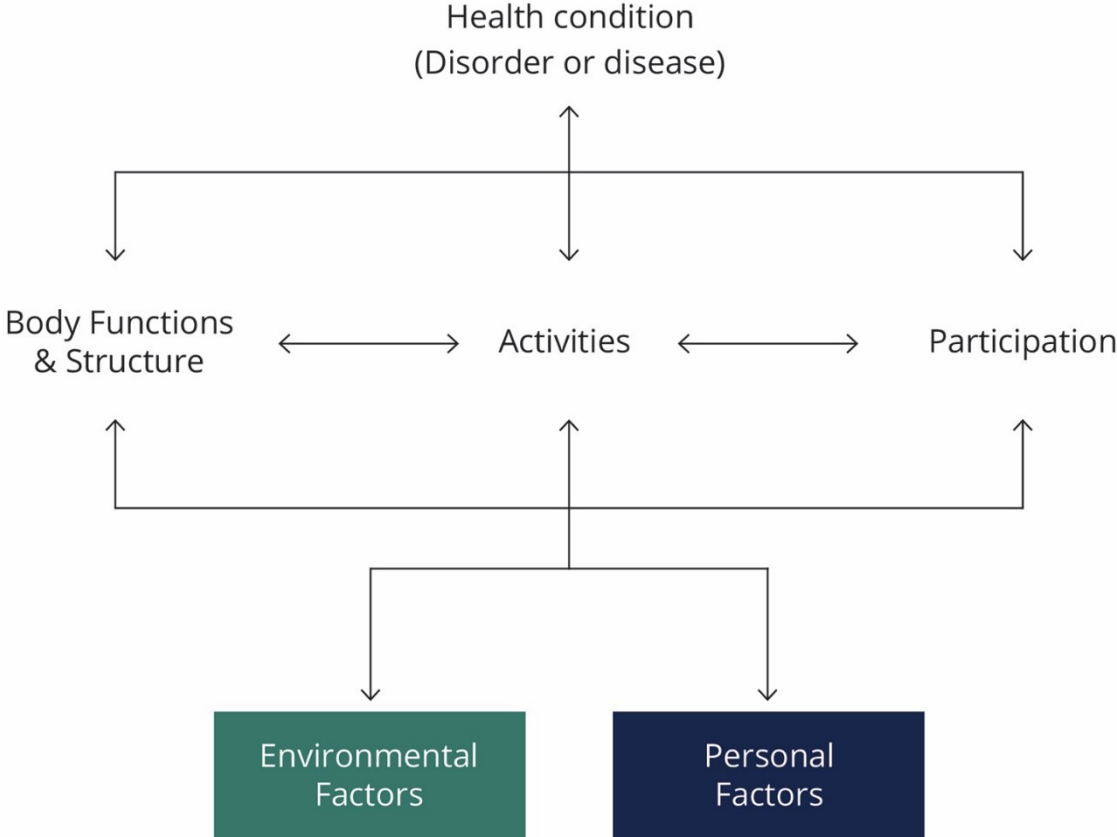 Health condition
(Disorder or disease)
Body Functions
& Structure
Activities
Participation
Environmental
Factors
Personal
Factors